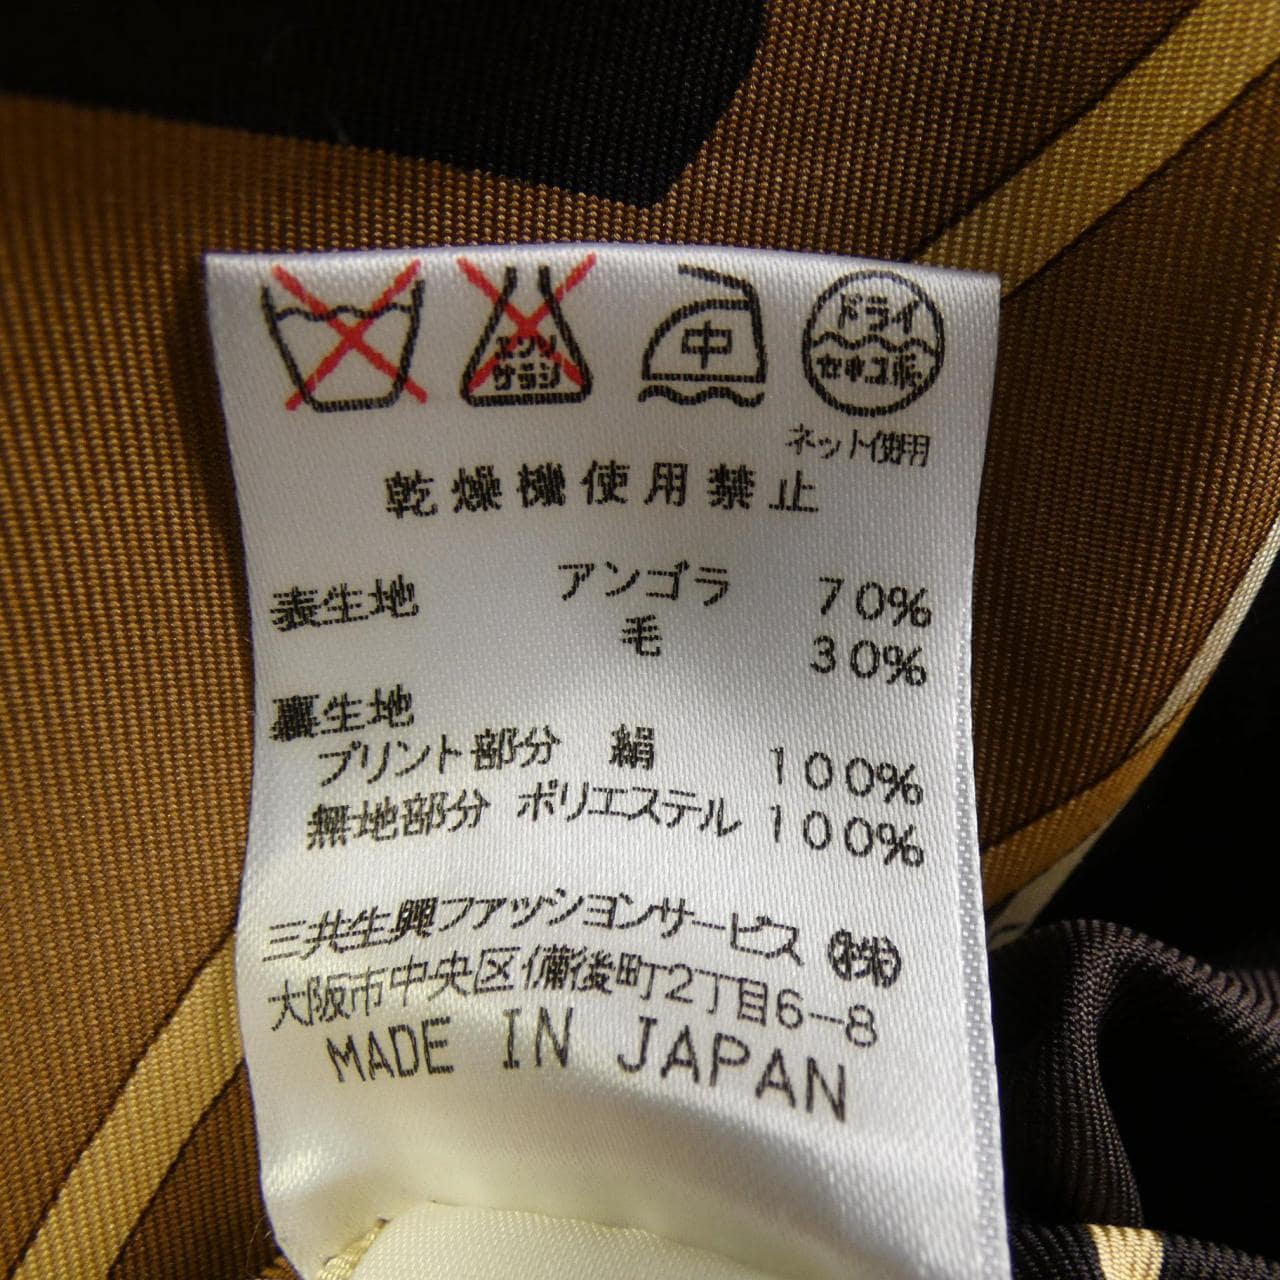 エンソ
サラシ
中
ドライ
セキユ系
ネット使用
乾燥機使用禁止
表生地 アンゴラ 70%
毛 30%
裏生地
プリント部分 絹 100%
無地部分 ポリエステル 100%
三共生興ファッションサービス ㈱
大阪市中央区備後町2丁目6-8
MADE IN JAPAN